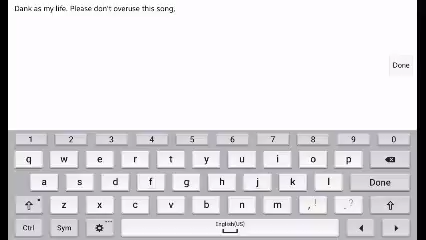 Dank as my life. Please don't overuse this song,
Done
1 2 3 4 5 6 7 8 9 0
q w e r t y u i o p
a s d f g h j k l Done
z x c v b n m , ! . ?
Ctrl Sym English(US)